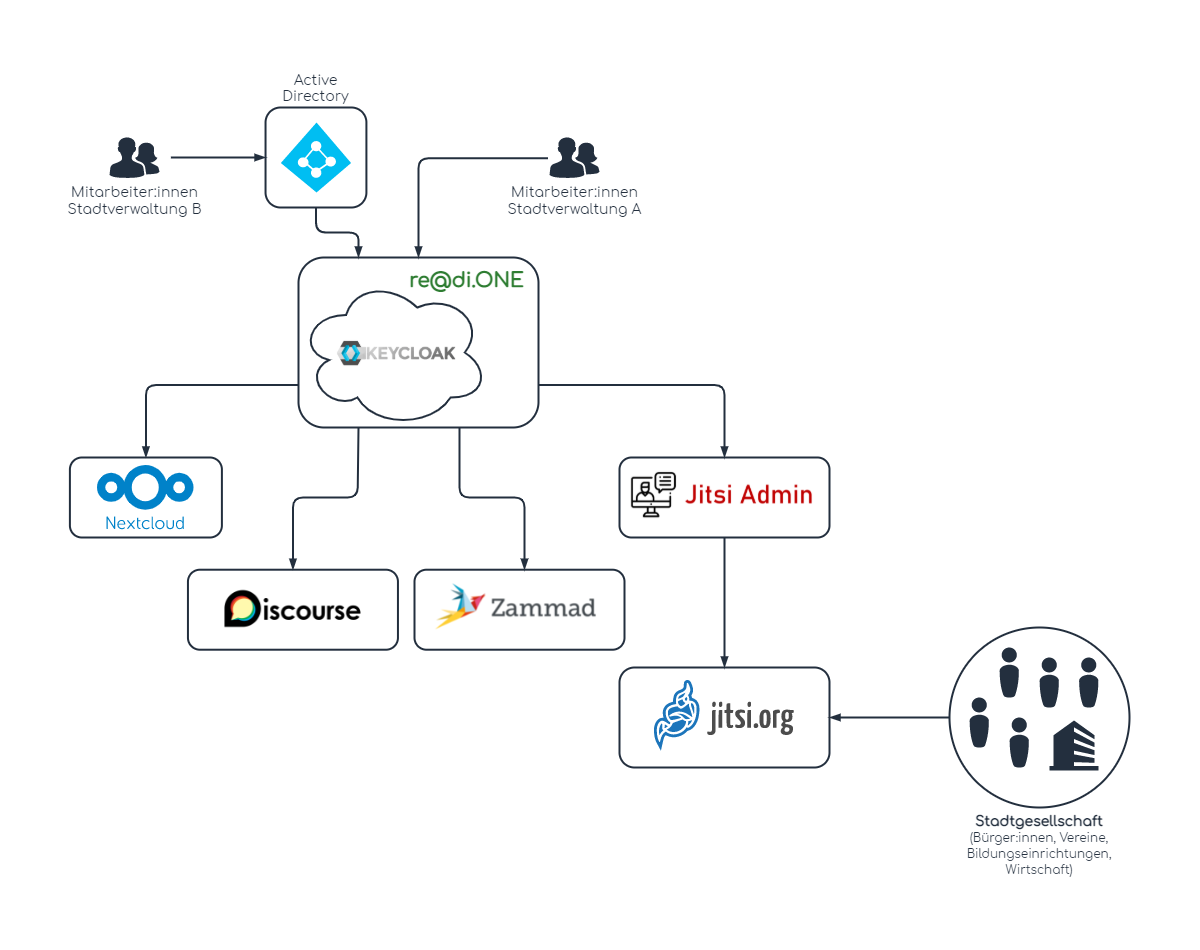 Active
Directory
Mitarbeiter:innen
Stadtverwaltung B
Mitarbeiter:innen
Stadtverwaltung A
re@di.ONE
KEYCLOAK
Nextcloud
Jitsi Admin
Discourse
Zammad
jitsi.org
Stadtgesellschaft
(Bürger:innen, Vereine,
Bildungseinrichtungen,
Wirtschaft)